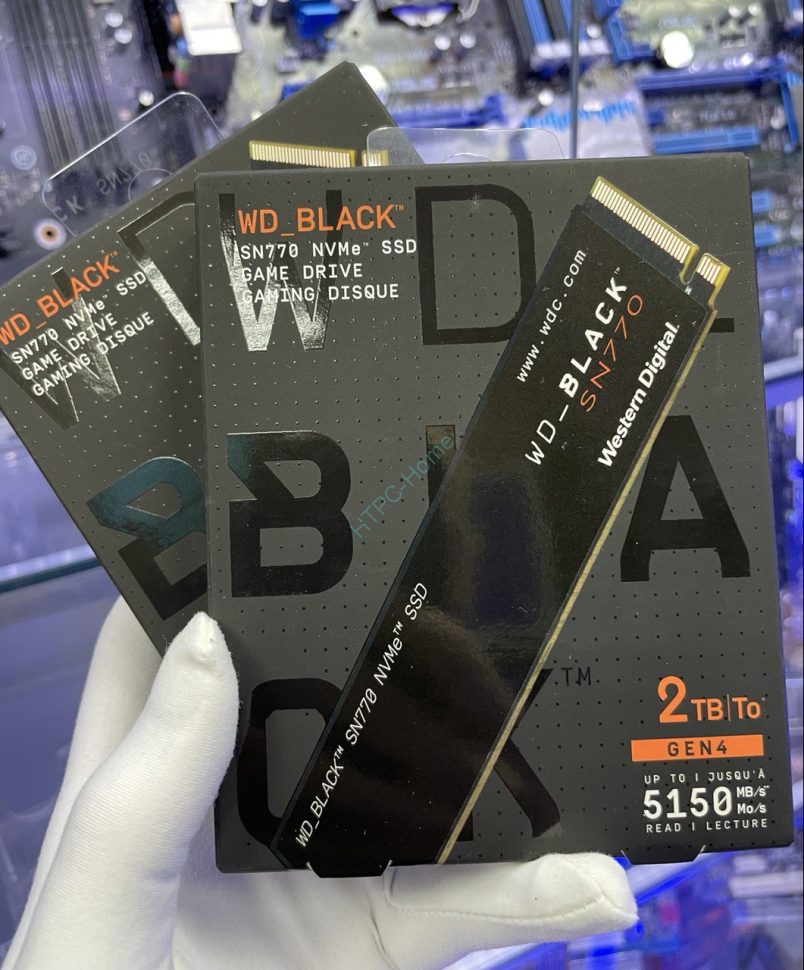 WD_BLACK™
SN770 NVMe™ SSD
GAME DRIVE
GAMING DISQUE
WD_BLACK™
SN770 NVMe™ SSD
GAME DRIVE
GAMING DISQUE
W D
B L A
C K™
www.wdc.com
WD_BLACK™
SN770
Western Digital
WD_BLACK™ SN770 NVMe™ SSD
HTPC-Home
2TB|To
GEN4
UP TO | JUSQU'À
5150 MB/s
Mo/s
READ | LECTURE